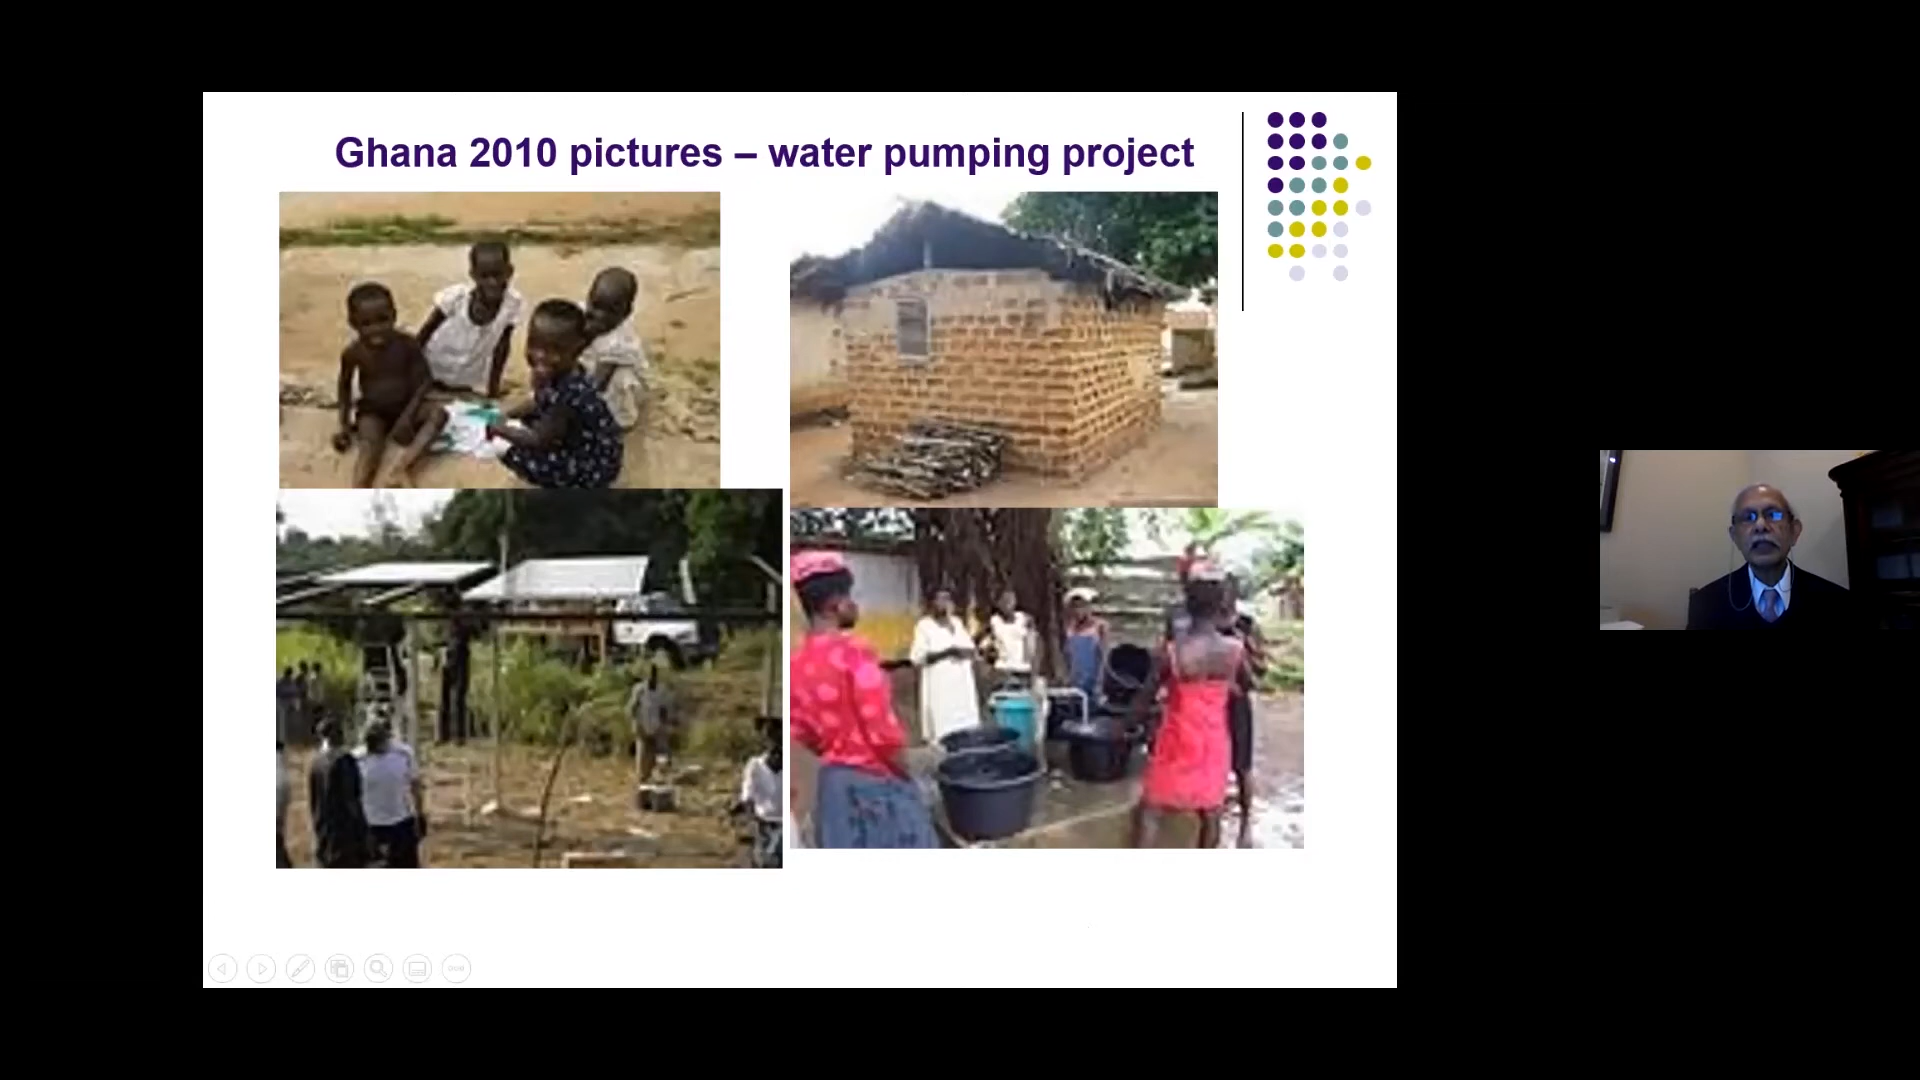 Ghana 2010 pictures – water pumping project